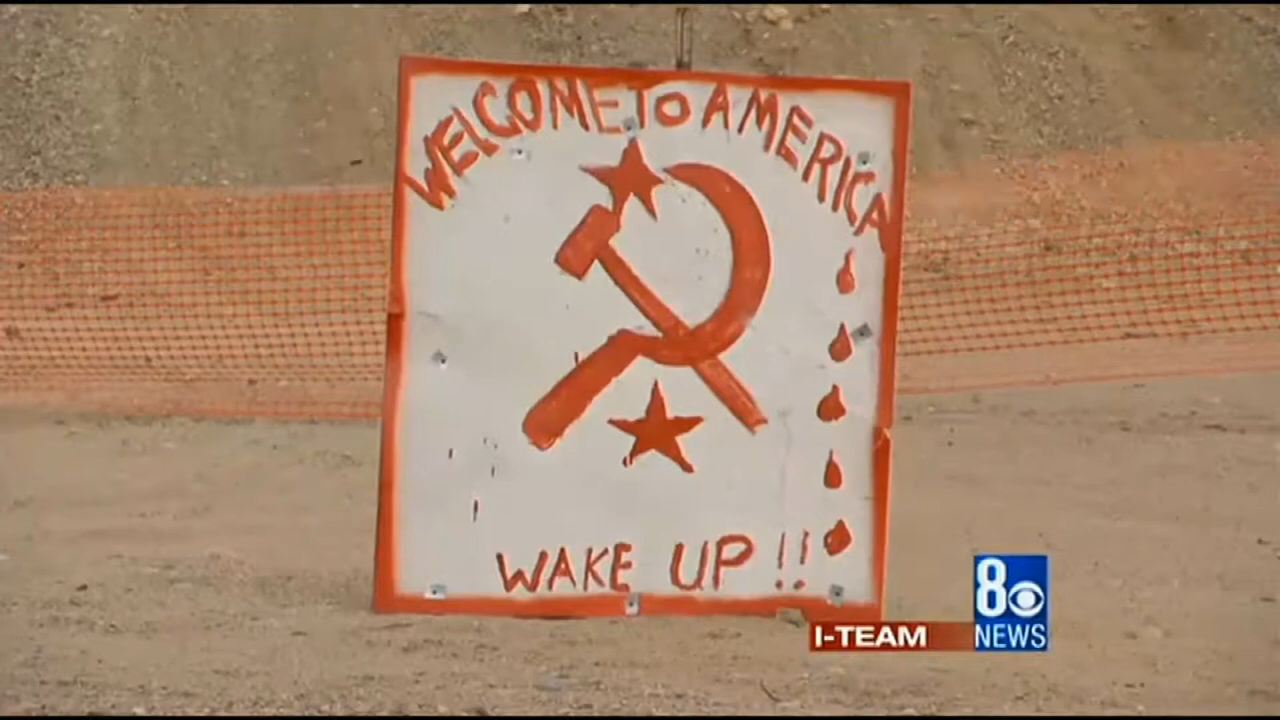 WELCOME TO AMERICA
WAKE UP !!
I-TEAM
8
NEWS